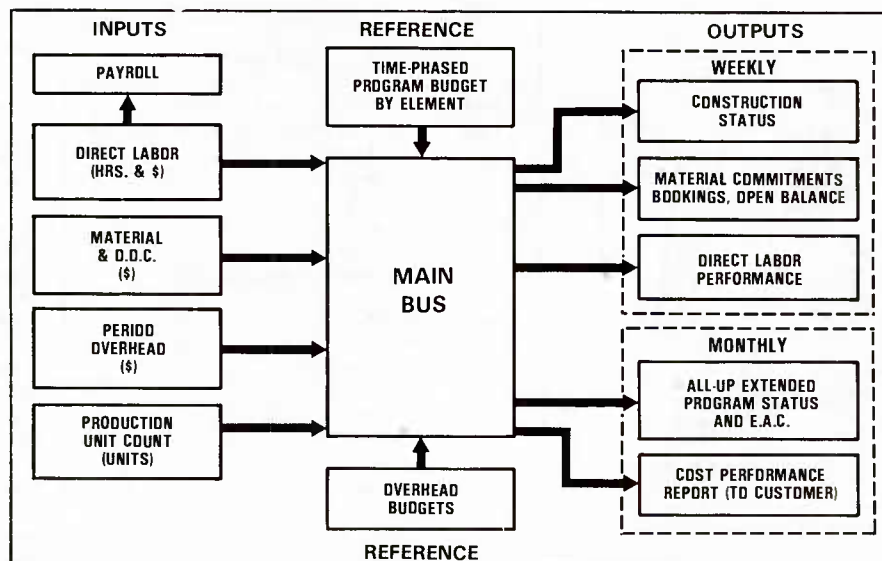 INPUTS
PAYROLL
DIRECT LABOR
(HRS. & $)
MATERIAL
& O.D.C.
($)
PERIOD
OVERHEAD
($)
PRODUCTION
UNIT COUNT
(UNITS)
REFERENCE
TIME-PHASED
PROGRAM BUDGET
BY ELEMENT
MAIN
BUS
OVERHEAD
BUDGETS
REFERENCE
OUTPUTS
WEEKLY
CONSTRUCTION
STATUS
MATERIAL COMMITMENTS
BOOKINGS, OPEN BALANCE
DIRECT LABOR
PERFORMANCE
MONTHLY
ALL-UP EXTENDED
PROGRAM STATUS
AND E.A.C.
COST PERFORMANCE
REPORT (TO CUSTOMER)